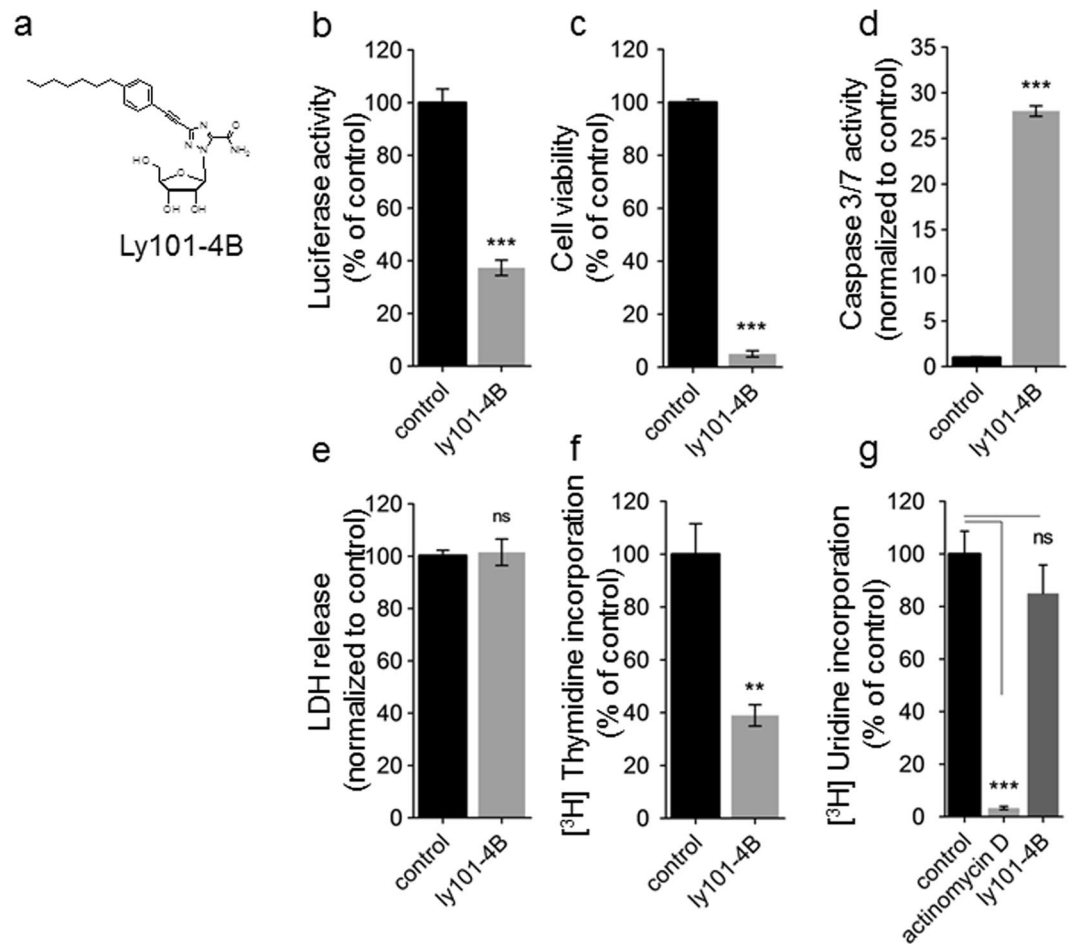 a
HO
O
O
N
N
N
NH₂
OH
OH
Ly101-4B
b
Luciferase activity
(% of control)
120
100
80
60
40
20
0
***
control
ly101-4B
c
Cell viability
(% of control)
120
100
80
60
40
20
0
***
control
ly101-4B
d
Caspase 3/7 activity
(normalized to control)
35
30
25
20
15
10
5
0
***
control
ly101-4B
e
LDH release
(normalized to control)
120
100
80
60
40
20
0
ns
control
ly101-4B
f
[³H] Thymidine incorporation
(% of control)
120
100
80
60
40
20
0
**
control
ly101-4B
g
[³H] Uridine incorporation
(% of control)
120
100
80
60
40
20
0
***
ns
control
actinomycin D
ly101-4B